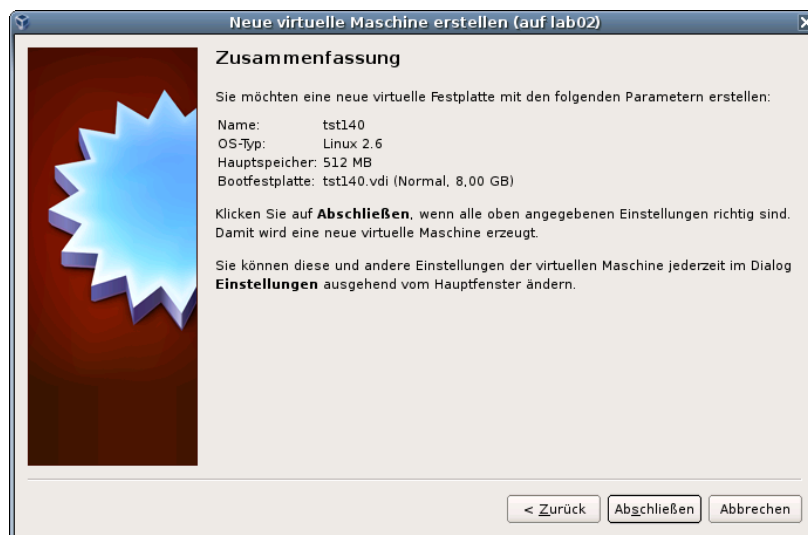 Neue virtuelle Maschine erstellen (auf lab02)
Zusammenfassung
Sie möchten eine neue virtuelle Festplatte mit den folgenden Parametern erstellen:
Name: tst140
OS-Typ: Linux 2.6
Hauptspeicher: 512 MB
Bootfestplatte: tst140.vdi (Normal, 8,00 GB)
Klicken Sie auf Abschließen, wenn alle oben angegebenen Einstellungen richtig sind.
Damit wird eine neue virtuelle Maschine erzeugt.
Sie können diese und andere Einstellungen der virtuellen Maschine jederzeit im Dialog
Einstellungen ausgehend vom Hauptfenster ändern.
< Zurück Abschließen Abbrechen